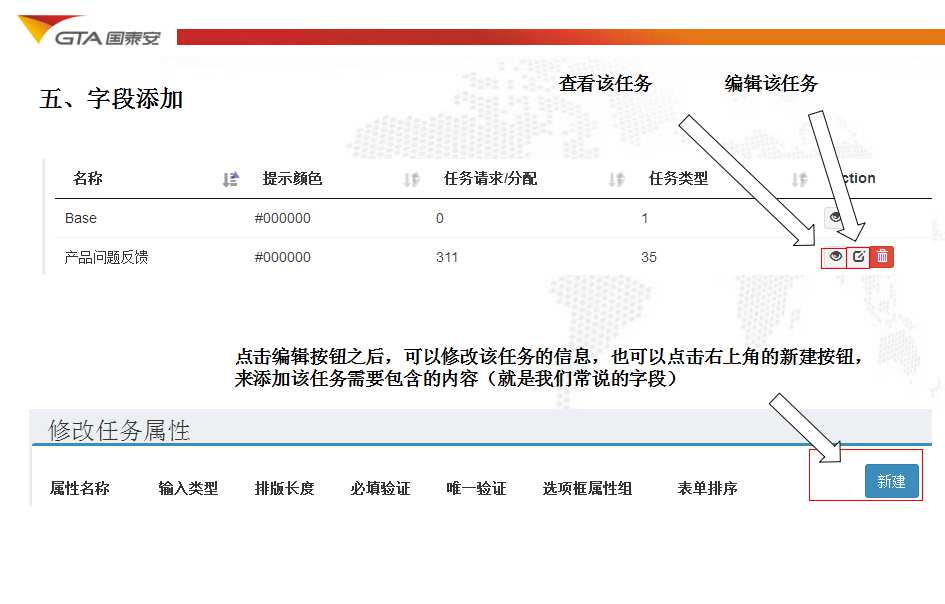 GTA 国泰安
五、字段添加
查看该任务 编辑该任务
名称 提示颜色 任务请求/分配 任务类型 ction
Base #000000 0 1
产品问题反馈 #000000 311 35
点击编辑按钮之后，可以修改该任务的信息，也可以点击右上角的新建按钮，
来添加该任务需要包含的内容（就是我们常说的字段）
修改任务属性
属性名称 输入类型 排版长度 必填验证 唯一验证 选项框属性组 表单排序 新建